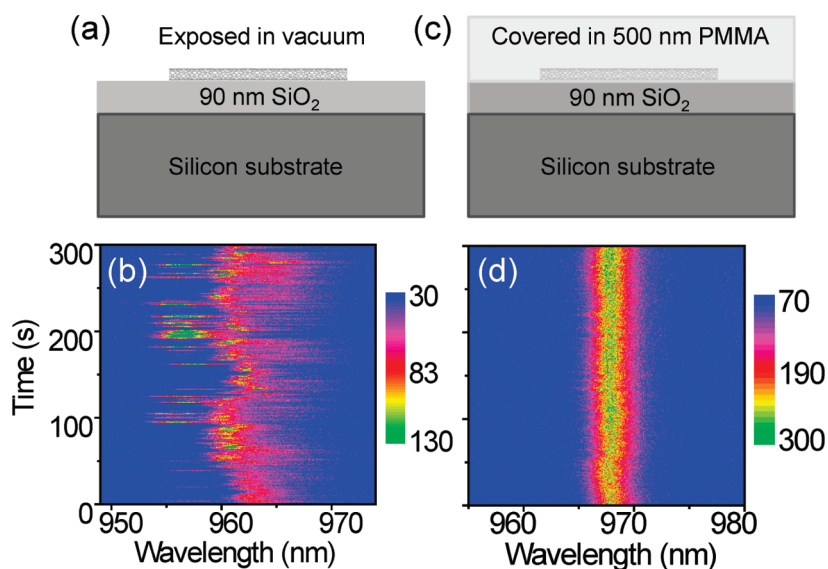 (a)
Exposed in vacuum
90 nm SiO₂
Silicon substrate
(c)
Covered in 500 nm PMMA
90 nm SiO₂
Silicon substrate
(b)
Time (s)
300
200
100
0
950 960 970
Wavelength (nm)
30
83
130
(d)
960 970 980
Wavelength (nm)
70
190
300